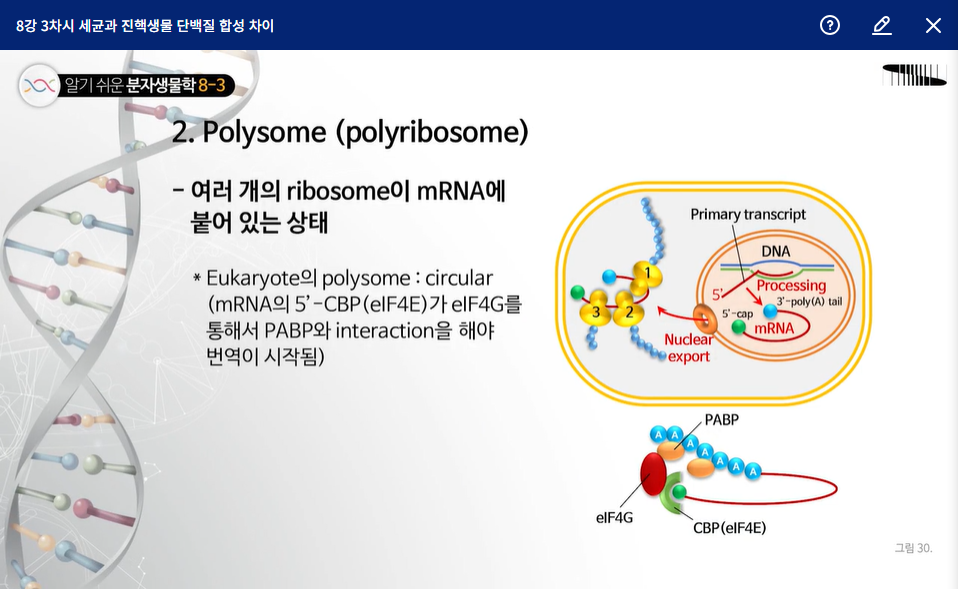 8강 3차시 세균과 진핵생물 단백질 합성 차이
알기 쉬운 분자생물학 8-3
2. Polysome (polyribosome)
- 여러 개의 ribosome이 mRNA에
붙어 있는 상태
* Eukaryote의 polysome : circular
(mRNA의 5'-CBP(eIF4E)가 eIF4G를
통해서 PABP와 interaction을 해야
번역이 시작됨)
Primary transcript
DNA
1
5'
Processing
3'-poly(A) tail
3
2
5'-cap
mRNA
Nuclear
export
PABP
A A A A A A A
eIF4G
CBP(eIF4E)
그림 30.